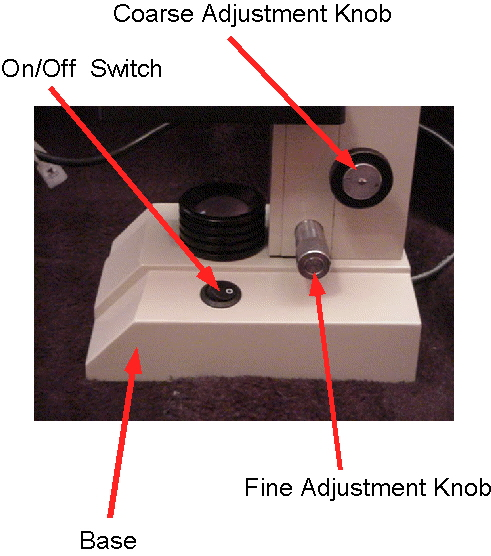 Coarse Adjustment Knob
On/Off Switch
Fine Adjustment Knob
Base